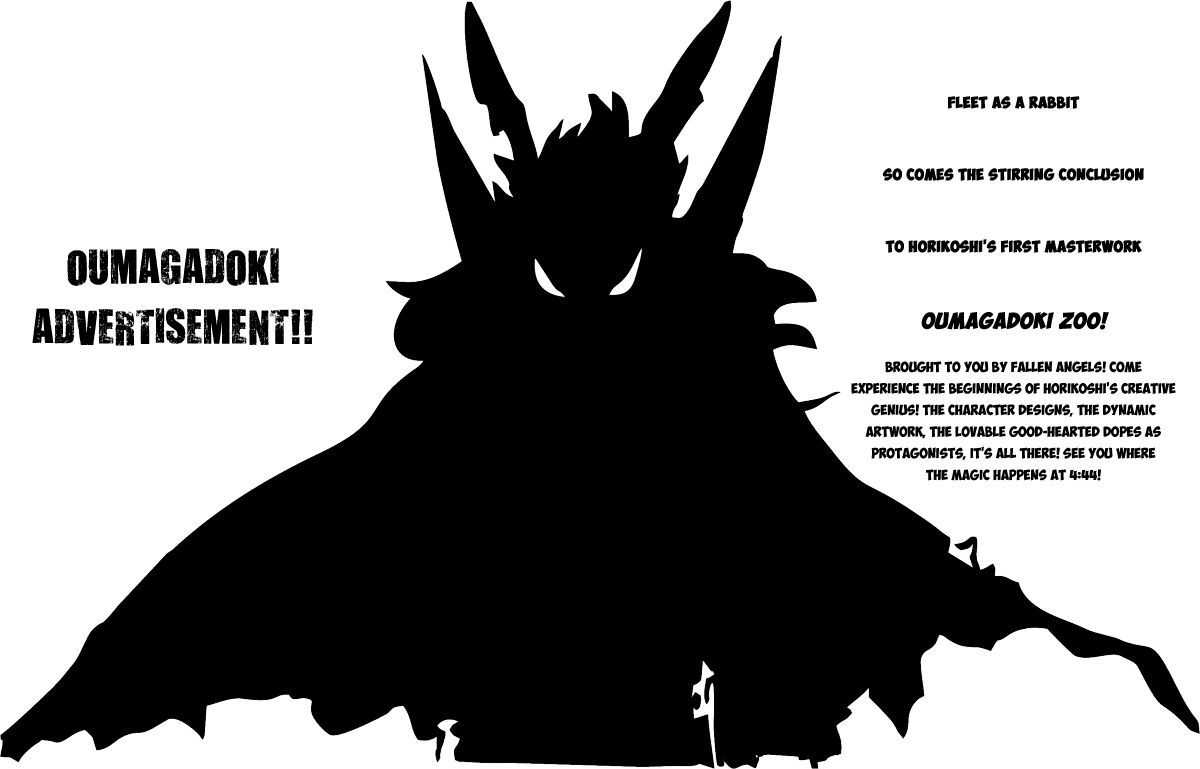 OUMAGADOKI
ADVERTISEMENT!!
FLEET AS A RABBIT
SO COMES THE STIRRING CONCLUSION
TO HORIKOSHI'S FIRST MASTERWORK
OUMAGADOKI ZOO!
BROUGHT TO YOU BY FALLEN ANGELS! COME
EXPERIENCE THE BEGINNINGS OF HORIKOSHI'S CREATIVE
GENIUS! THE CHARACTER DESIGNS, THE DYNAMIC
ARTWORK, THE LOVABLE GOOD-HEARTED DOPES AS
PROTAGONISTS, IT'S ALL THERE! SEE YOU WHERE
THE MAGIC HAPPENS AT 4:44!